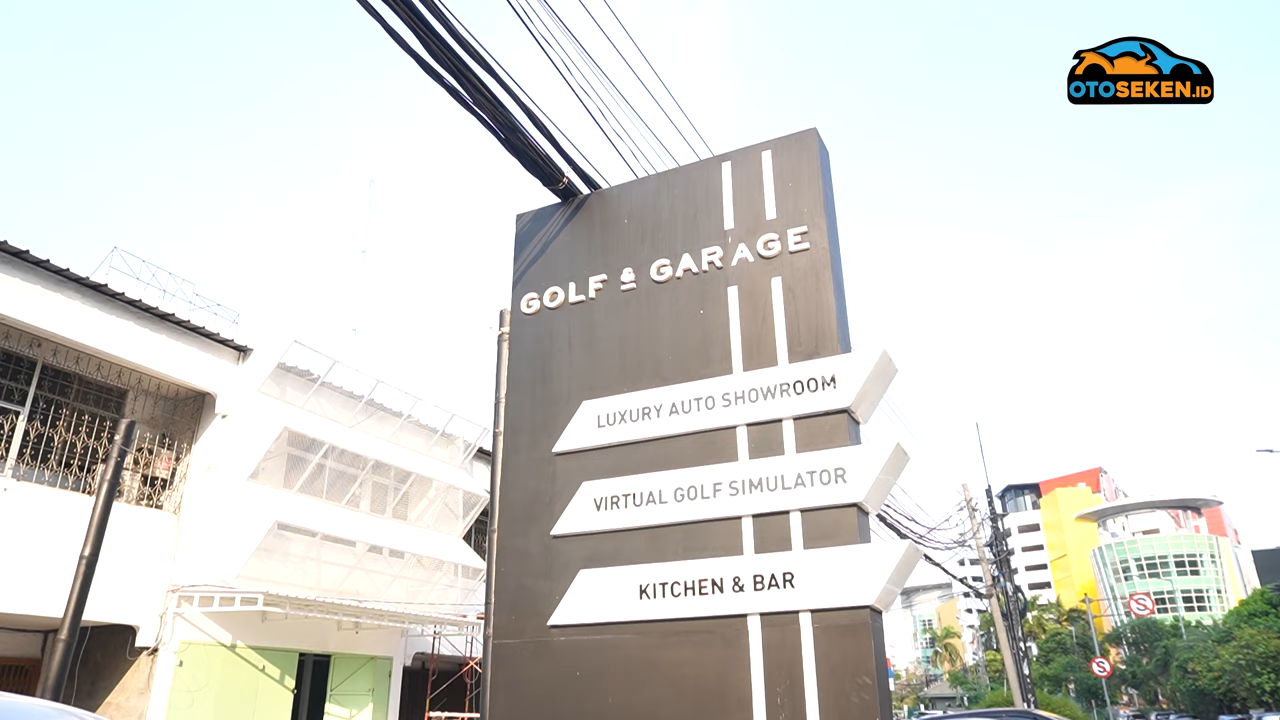 OTOSEKEN.ID
GOLF & GARAGE
LUXURY AUTO SHOWROOM
VIRTUAL GOLF SIMULATOR
KITCHEN & BAR